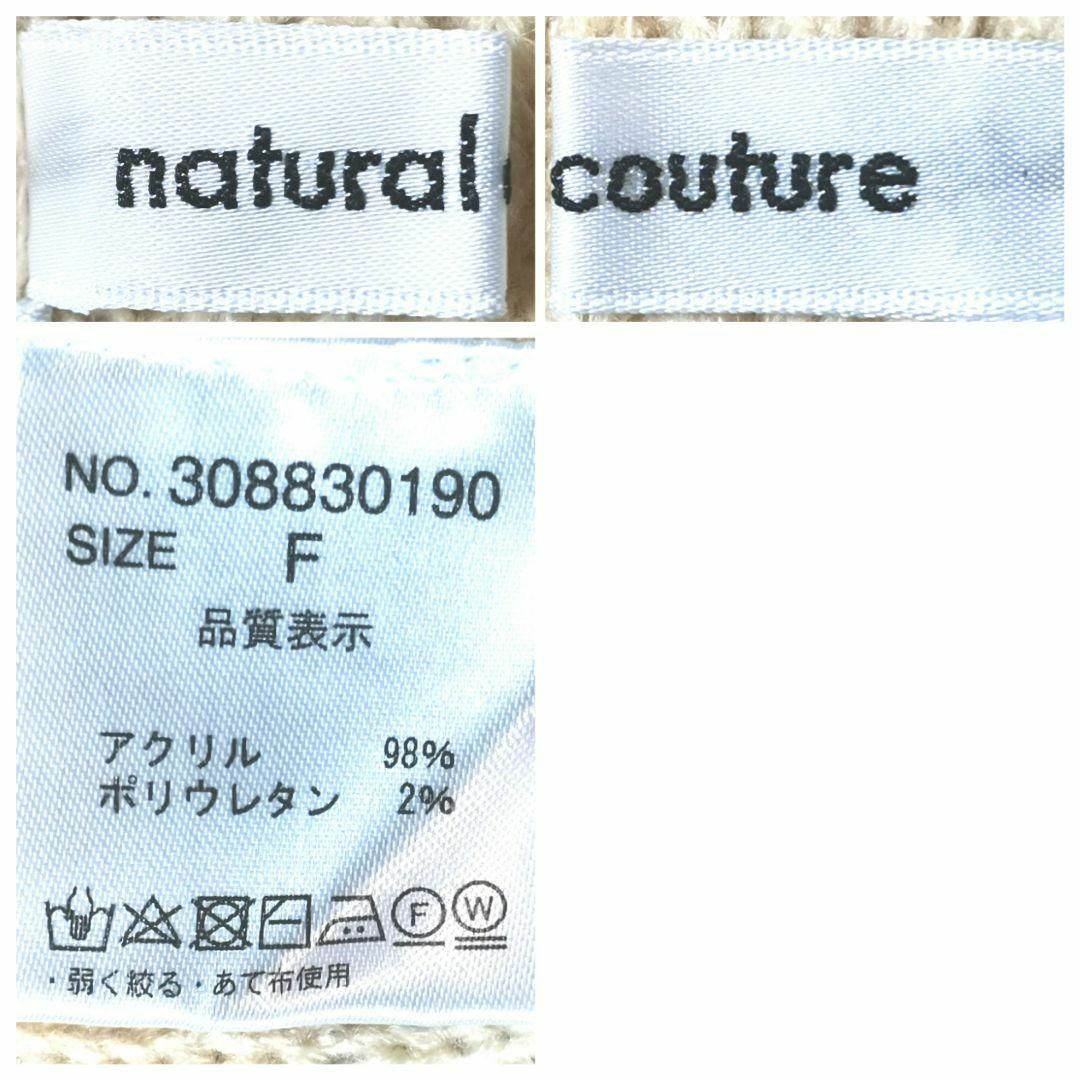 natural
couture
NO. 308830190
SIZE F
品質表示
アクリル 98%
ポリウレタン 2%
F W
・弱く絞る・あて布使用